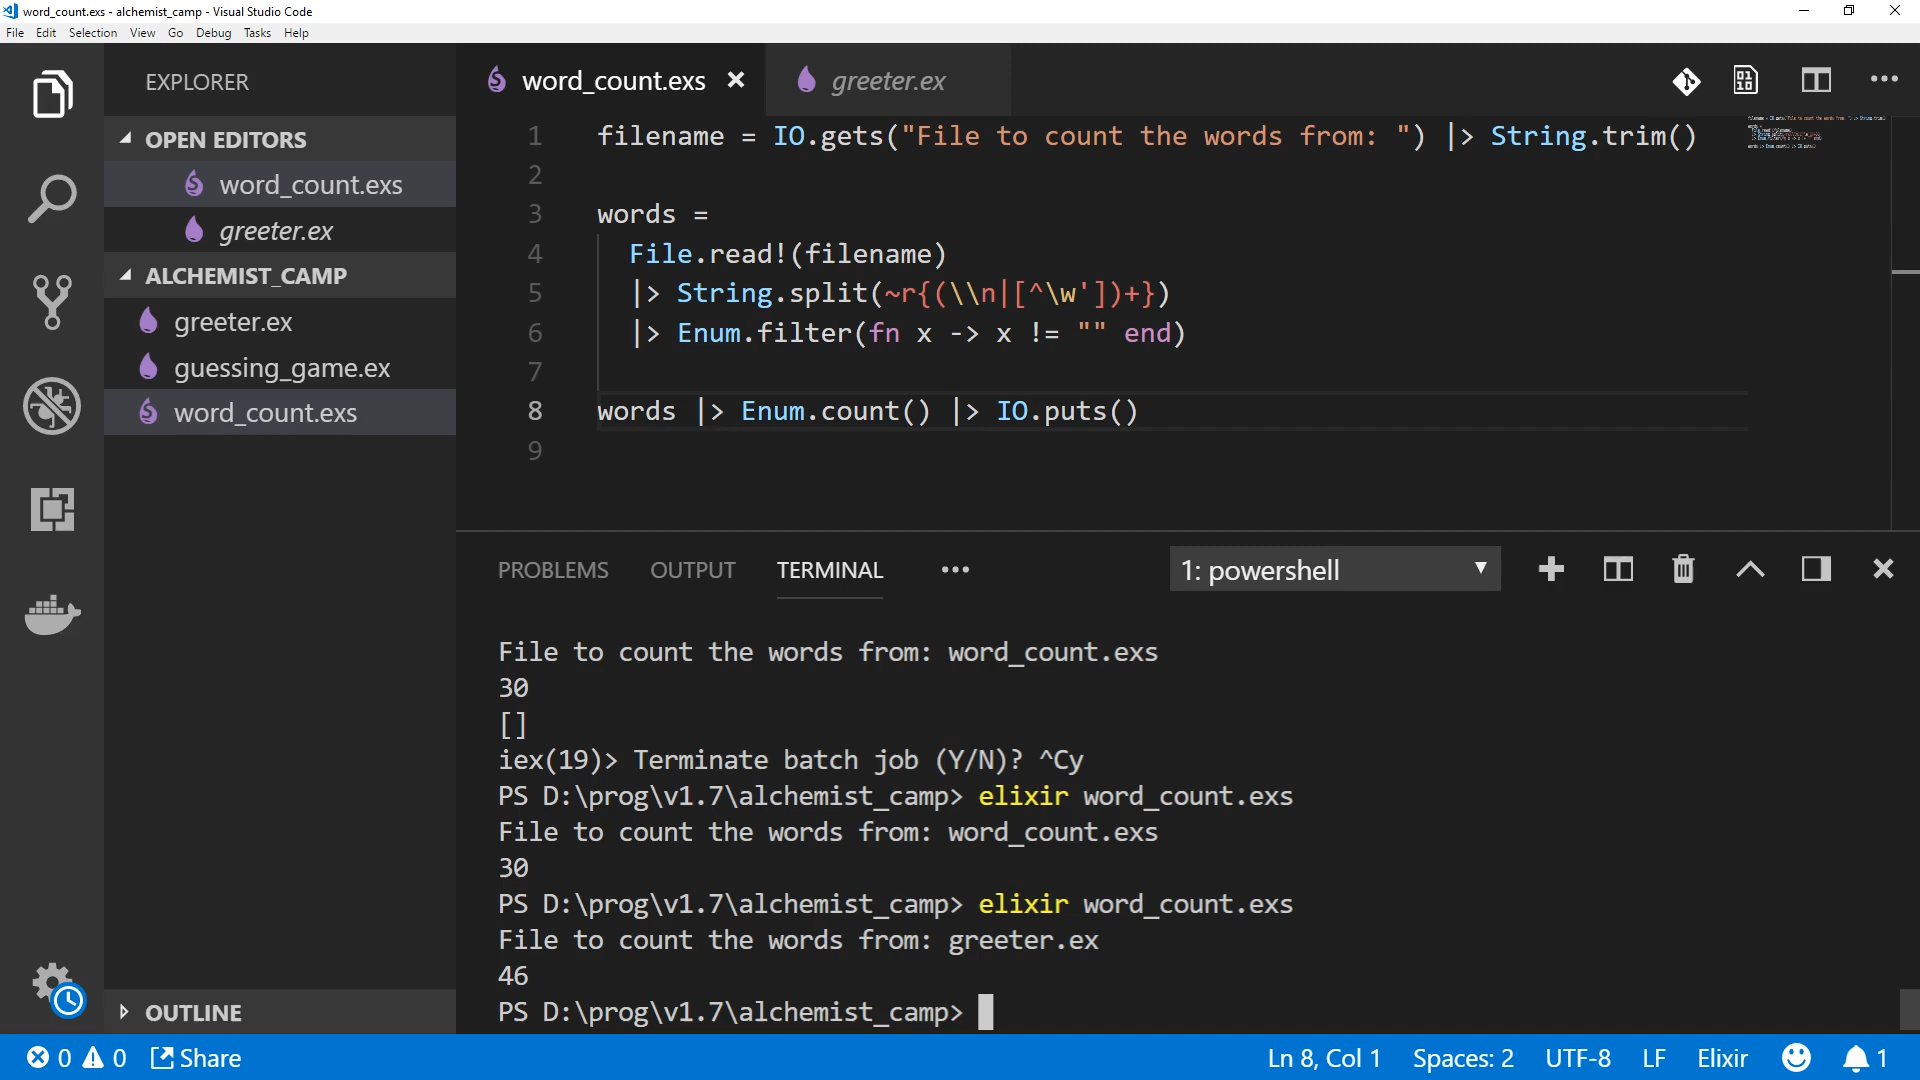 word_count.exs - alchemist_camp - Visual Studio Code
File Edit Selection View Go Debug Tasks Help
EXPLORER
OPEN EDITORS
word_count.exs
greeter.ex
ALCHEMIST_CAMP
greeter.ex
guessing_game.ex
word_count.exs
OUTLINE
word_count.exs
greeter.ex
1 filename = IO.gets("File to count the words from: ") |> String.trim()
2
3 words =
4 File.read!(filename)
5 |> String.split(~r{(\\n|[^\w'])+})
6 |> Enum.filter(fn x -> x != "" end)
7
8 words |> Enum.count() |> IO.puts()
9
PROBLEMS OUTPUT TERMINAL ••• 1: powershell
File to count the words from: word_count.exs
30
[]
iex(19)> Terminate batch job (Y/N)? ^Cy
PS D:\prog\v1.7\alchemist_camp> elixir word_count.exs
File to count the words from: word_count.exs
30
PS D:\prog\v1.7\alchemist_camp> elixir word_count.exs
File to count the words from: greeter.ex
46
PS D:\prog\v1.7\alchemist_camp>
0 0 Share Ln 8, Col 1 Spaces: 2 UTF-8 LF Elixir 1